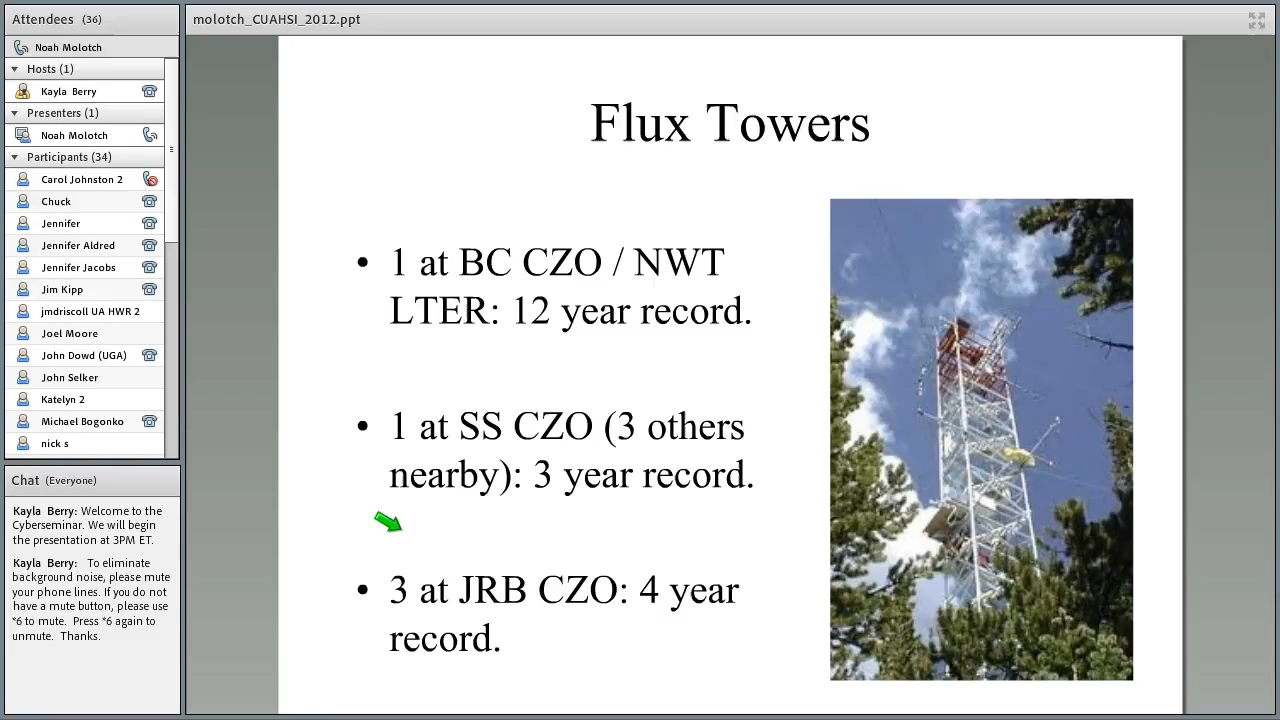 Attendees (36)
Noah Molotch
Hosts (1)
Kayla Berry
Presenters (1)
Noah Molotch
Participants (34)
Carol Johnston 2
Chuck
Jennifer
Jennifer Aldred
Jennifer Jacobs
Jim Kipp
jmdriscoll UA HWR 2
Joel Moore
John Dowd (UGA)
John Selker
Katelyn 2
Michael Bogonko
nick s
Chat (Everyone)
Kayla Berry: Welcome to the
Cyberseminar. We will begin
the presentation at 3PM ET.
Kayla Berry: To eliminate
background noise, please mute
your phone lines. If you do not
have a mute button, please use
*6 to mute. Press *6 again to
unmute. Thanks.
molotch_CUAHSI_2012.ppt
Flux Towers
• 1 at BC CZO / NWT
LTER: 12 year record.
• 1 at SS CZO (3 others
nearby): 3 year record.
• 3 at JRB CZO: 4 year
record.